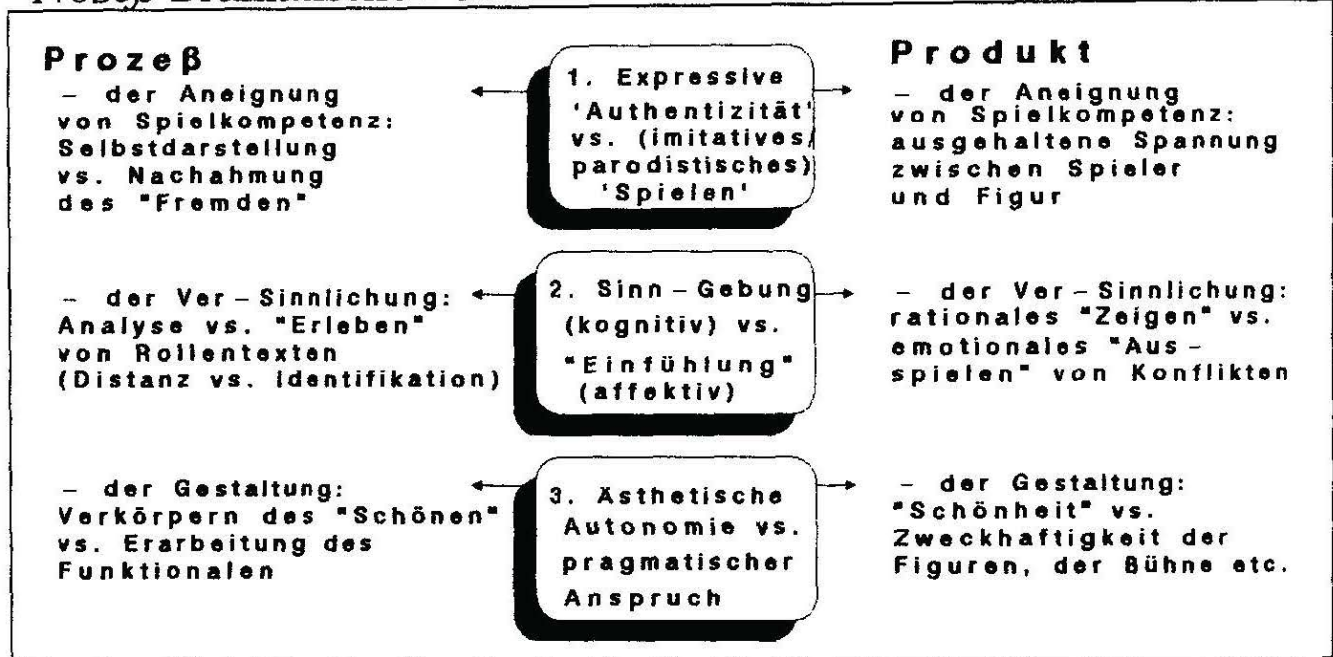 Prozeß
– der Aneignung
von Spielkompetenz:
Selbstdarstellung
vs. Nachahmung
des "Fremden"
1. Expressive
'Authentizität'
vs. (imitatives/
parodistisches)
'Spielen'
Produkt
– der Aneignung
von Spielkompetenz:
ausgehaltene Spannung
zwischen Spieler
und Figur
– der Ver-Sinnlichung:
Analyse vs. "Erleben"
von Rollentexten
(Distanz vs. Identifikation)
2. Sinn-Gebung
(kognitiv) vs.
"Einfühlung"
(affektiv)
– der Ver-Sinnlichung:
rationales "Zeigen" vs.
emotionales "Aus-
spielen" von Konflikten
– der Gestaltung:
Verkörpern des "Schönen"
vs. Erarbeitung des
Funktionalen
3. Ästhetische
Autonomie vs.
pragmatischer
Anspruch
– der Gestaltung:
"Schönheit" vs.
Zweckhaftigkeit der
Figuren, der Bühne etc.